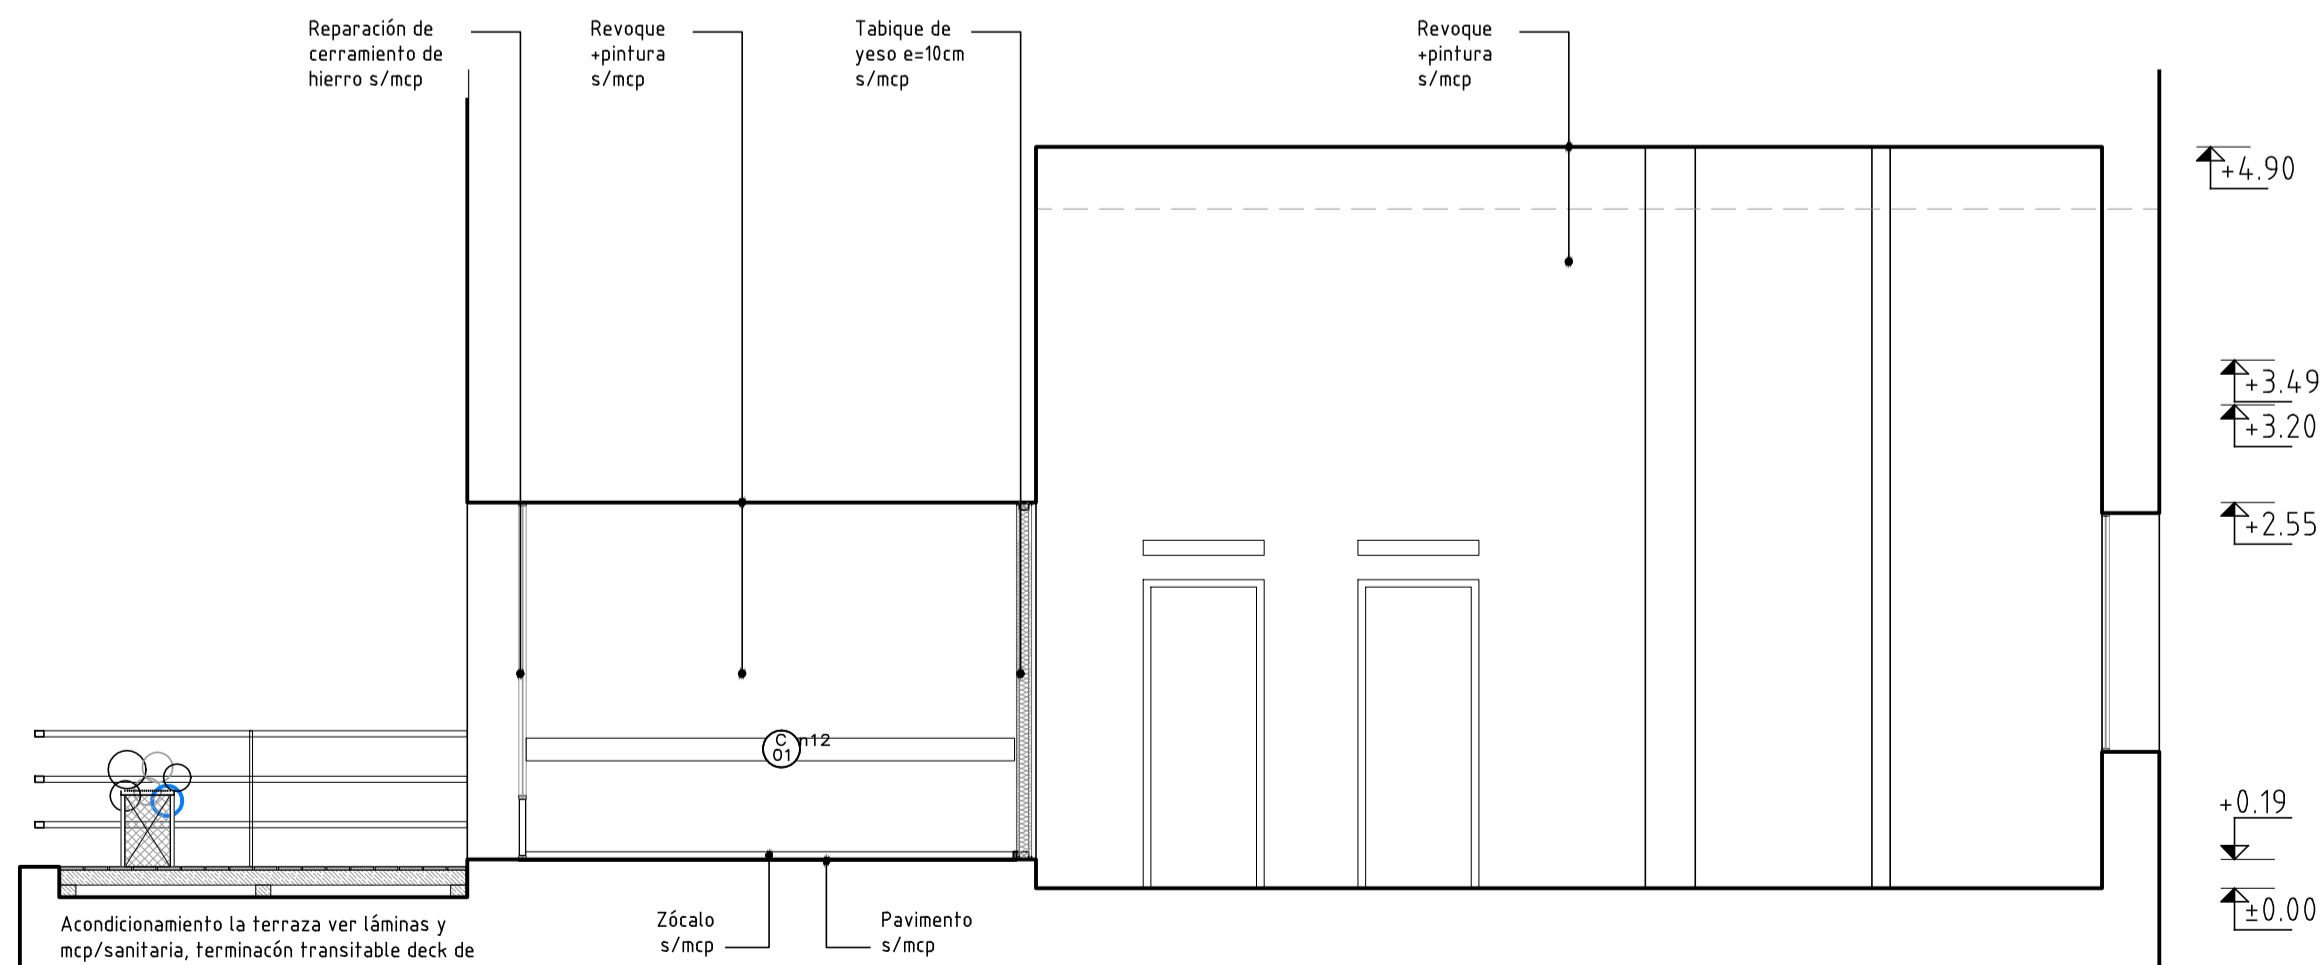 Reparación de
cerramiento de
hierro s/mcp
Revoque
+pintura
s/mcp
Tabique de
yeso e=10cm
s/mcp
Revoque
+pintura
s/mcp
+4.90
+3.49
+3.20
+2.55
C n12
01
+0.19
±0.00
Zócalo
s/mcp
Pavimento
s/mcp
Acondicionamiento la terraza ver láminas y
mcp/sanitaria, terminacón transitable deck de